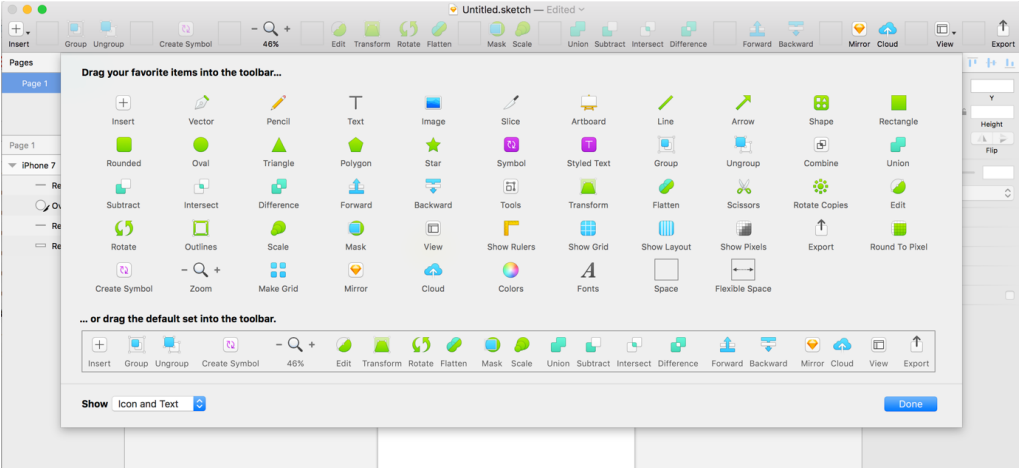 Untitled.sketch — Edited
Insert Group Ungroup Create Symbol 46% Edit Transform Rotate Flatten Mask Scale Union Subtract Intersect Difference Forward Backward Mirror Cloud View Export
Pages
Page 1
Page 1
iPhone 7
Re
Ov
Re
Re
Y
Height
Flip
Drag your favorite items into the toolbar...
Insert Vector Pencil Text Image Slice Artboard Line Arrow Shape Rectangle
Rounded Oval Triangle Polygon Star Symbol Styled Text Group Ungroup Combine Union
Subtract Intersect Difference Forward Backward Tools Transform Flatten Scissors Rotate Copies Edit
Rotate Outlines Scale Mask View Show Rulers Show Grid Show Layout Show Pixels Export Round To Pixel
Create Symbol Zoom Make Grid Mirror Cloud Colors Fonts Space Flexible Space
... or drag the default set into the toolbar.
Insert Group Ungroup Create Symbol 46% Edit Transform Rotate Flatten Mask Scale Union Subtract Intersect Difference Forward Backward Mirror Cloud View Export
Show Icon and Text
Done